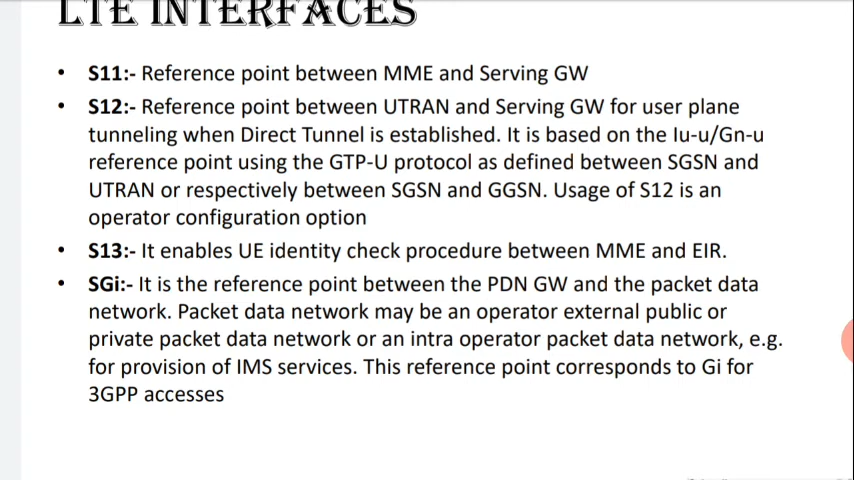 LTE INTERFACES
• S11:- Reference point between MME and Serving GW
• S12:- Reference point between UTRAN and Serving GW for user plane
tunneling when Direct Tunnel is established. It is based on the Iu-u/Gn-u
reference point using the GTP-U protocol as defined between SGSN and
UTRAN or respectively between SGSN and GGSN. Usage of S12 is an
operator configuration option
• S13:- It enables UE identity check procedure between MME and EIR.
• SGi:- It is the reference point between the PDN GW and the packet data
network. Packet data network may be an operator external public or
private packet data network or an intra operator packet data network, e.g.
for provision of IMS services. This reference point corresponds to Gi for
3GPP accesses